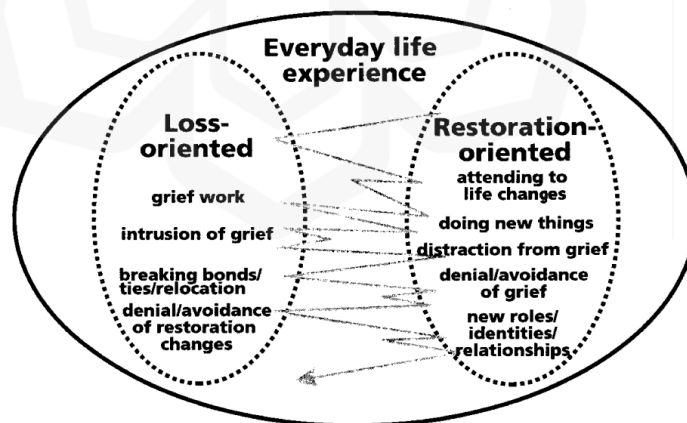 Everyday life
experience
Loss-
oriented
grief work
intrusion of grief
breaking bonds/
ties/relocation
denial/avoidance
of restoration
changes
Restoration-
oriented
attending to
life changes
doing new things
distraction from grief
denial/avoidance
of grief
new roles/
identities/
relationships